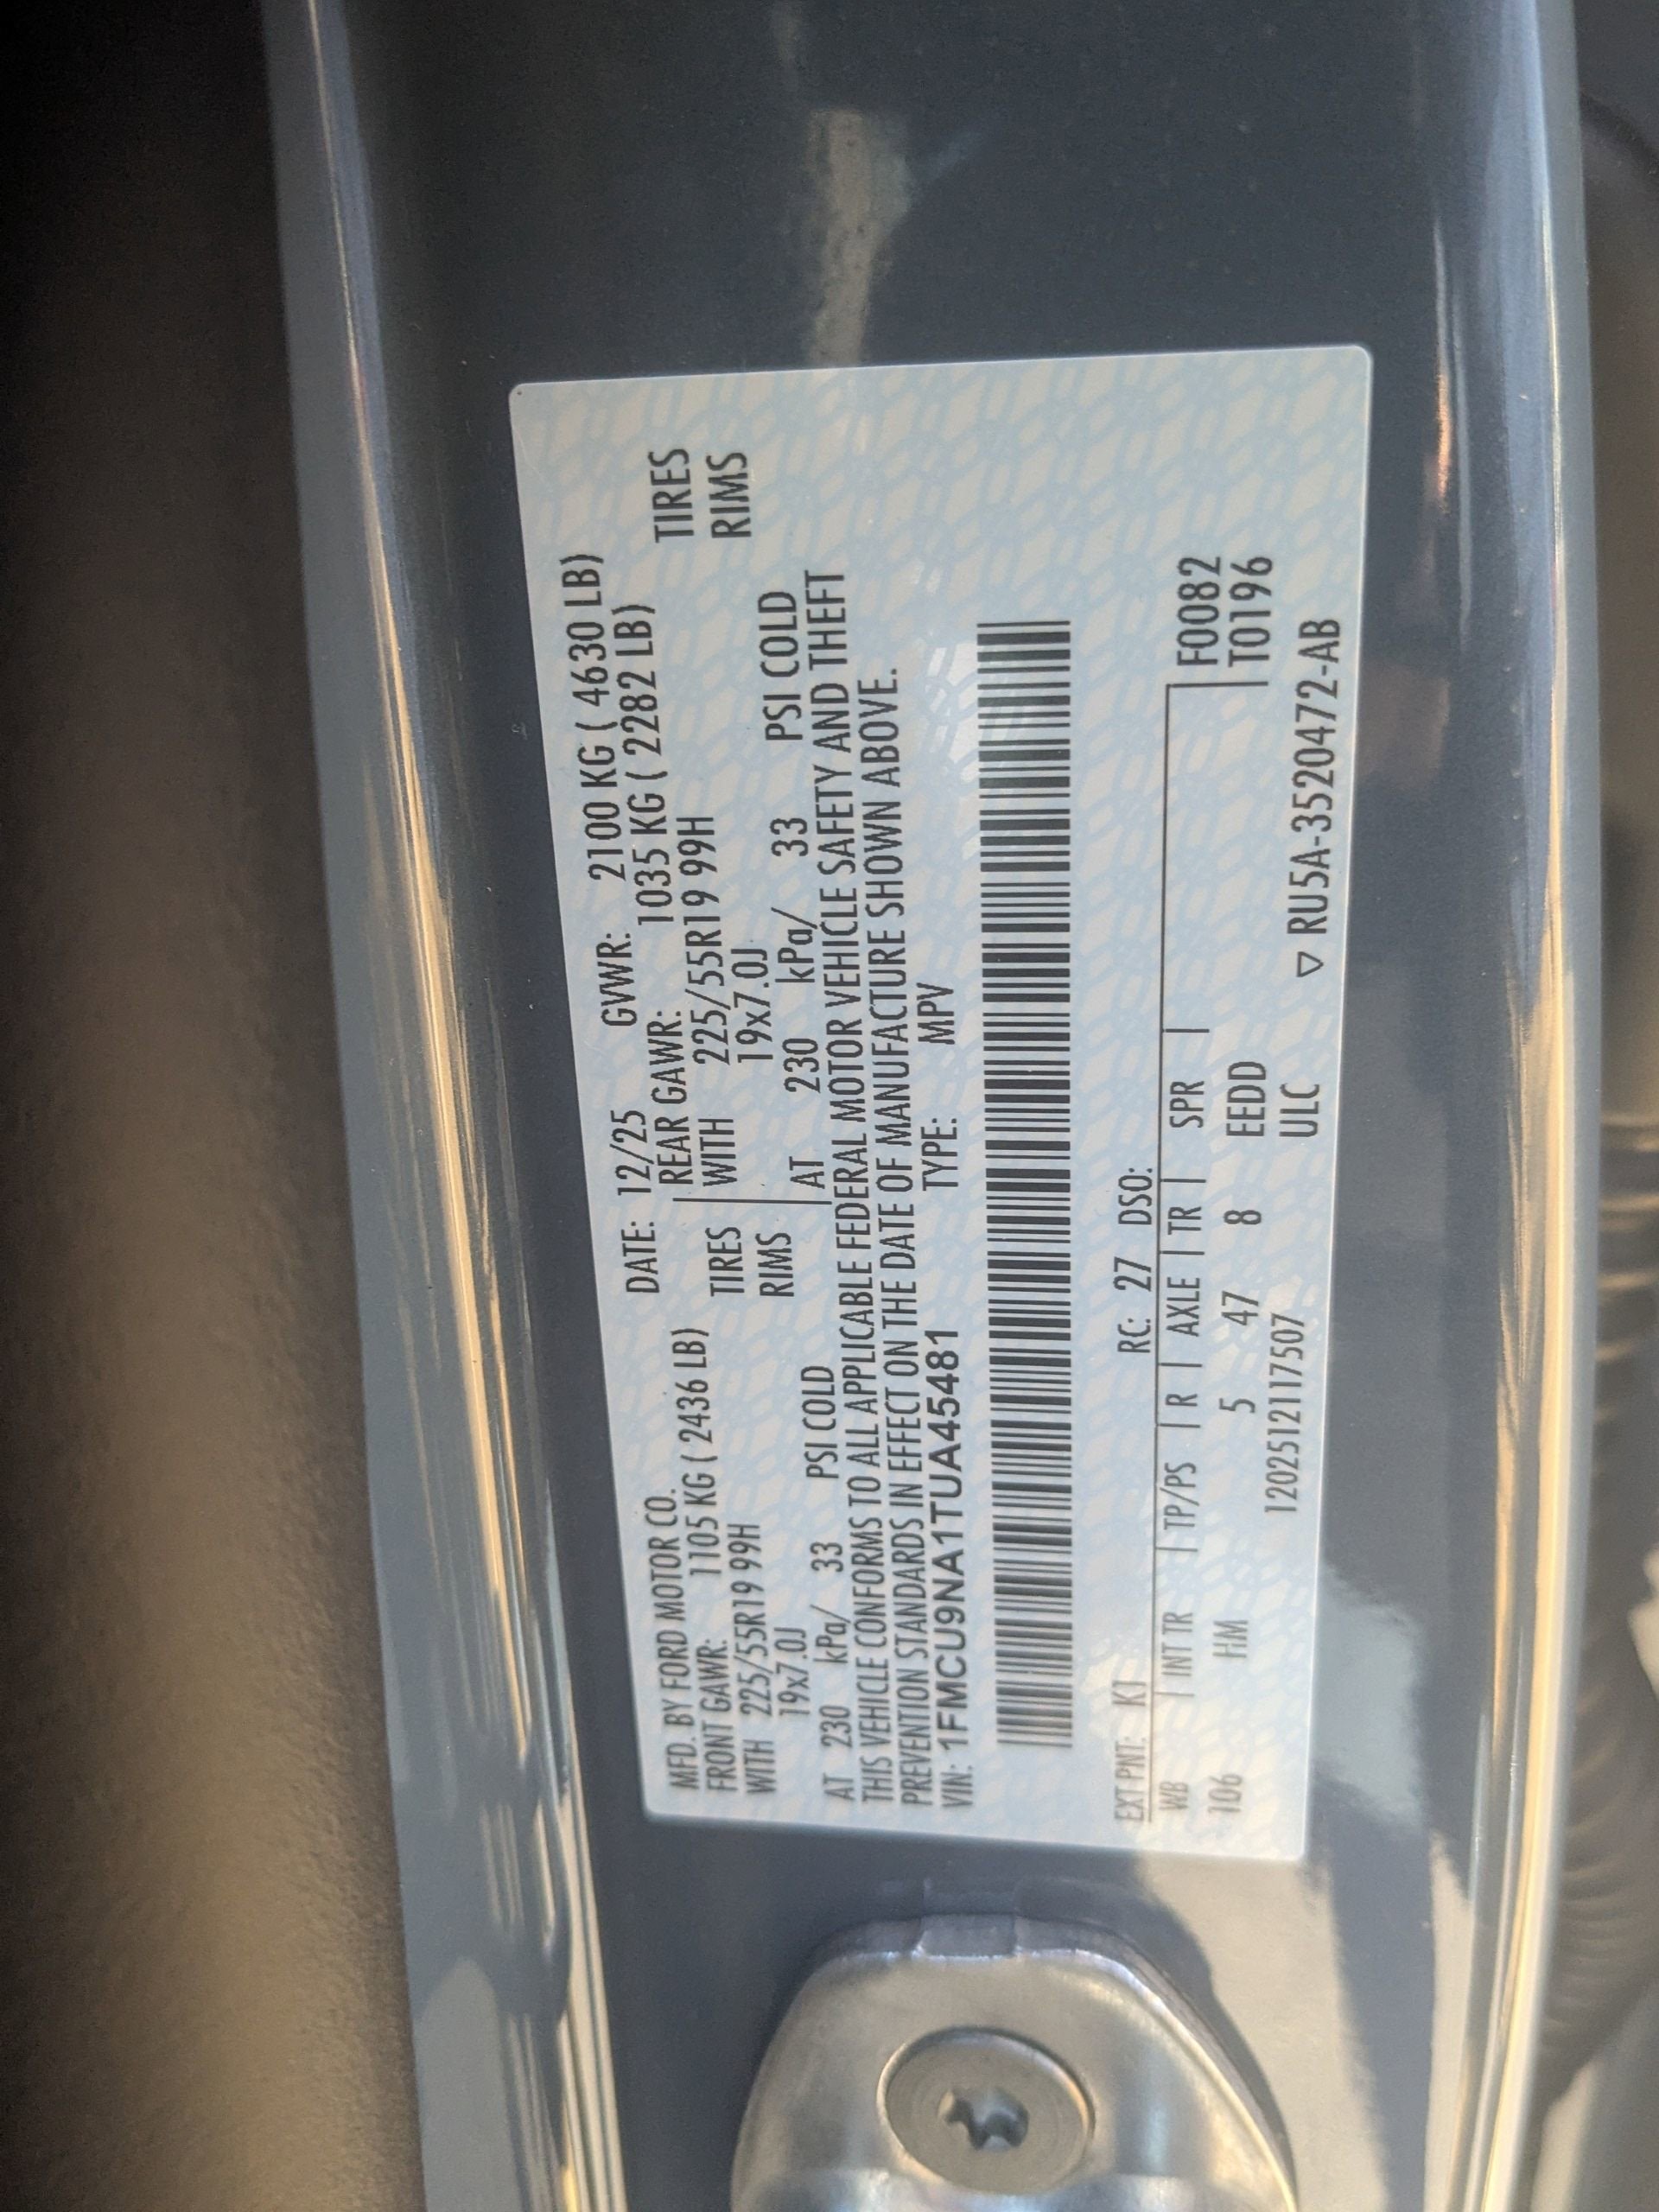 MFD. BY FORD MOTOR CO. DATE: 12/25 GVWR: 2100 KG ( 4630 LB)
FRONT GAWR: 1105 KG ( 2436 LB) REAR GAWR: 1035 KG ( 2282 LB)
WITH 225/55R19 99H TIRES WITH 225/55R19 99H TIRES
19x7.0J RIMS 19x7.0J RIMS
AT 230 kPa/ 33 PSI COLD AT 230 kPa/ 33 PSI COLD
THIS VEHICLE CONFORMS TO ALL APPLICABLE FEDERAL MOTOR VEHICLE SAFETY AND THEFT
PREVENTION STANDARDS IN EFFECT ON THE DATE OF MANUFACTURE SHOWN ABOVE.
VIN: 1FMCU9NA1TUA45481 TYPE: MPV
EXT PNT: K1 RC: 27 DSO:
WB | INT TR | TP/PS | R | AXLE | TR | SPR | F0082
106 HM 5 47 8 EEDD T0196
12025121117507 ULC ▽ RU5A-3520472-AB